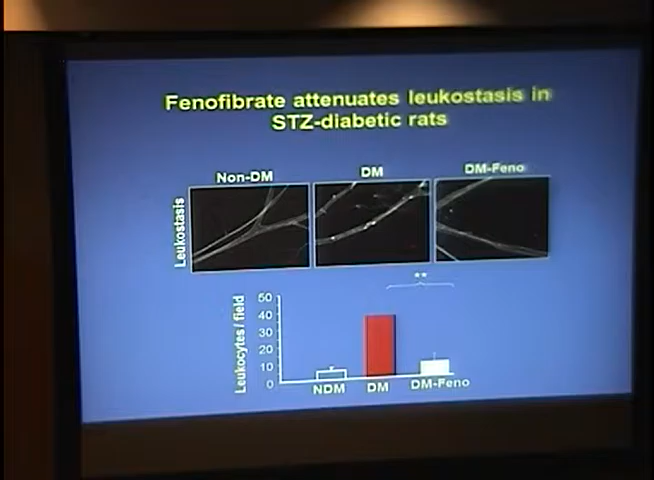 Fenofibrate attenuates leukostasis in
STZ-diabetic rats
Non-DM DM DM-Feno
Leukostasis
**
Leukocytes / field
50
40
30
20
10
0
NDM DM DM-Feno